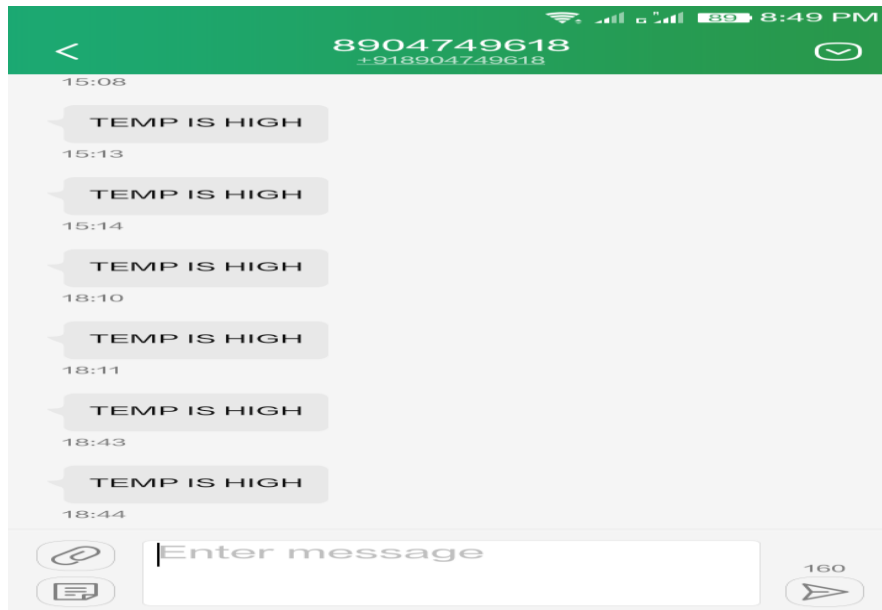 89 8:49 PM
8904749618
+918904749618
15:08
TEMP IS HIGH
15:13
TEMP IS HIGH
15:14
TEMP IS HIGH
18:10
TEMP IS HIGH
18:11
TEMP IS HIGH
18:43
TEMP IS HIGH
18:44
Enter message
160